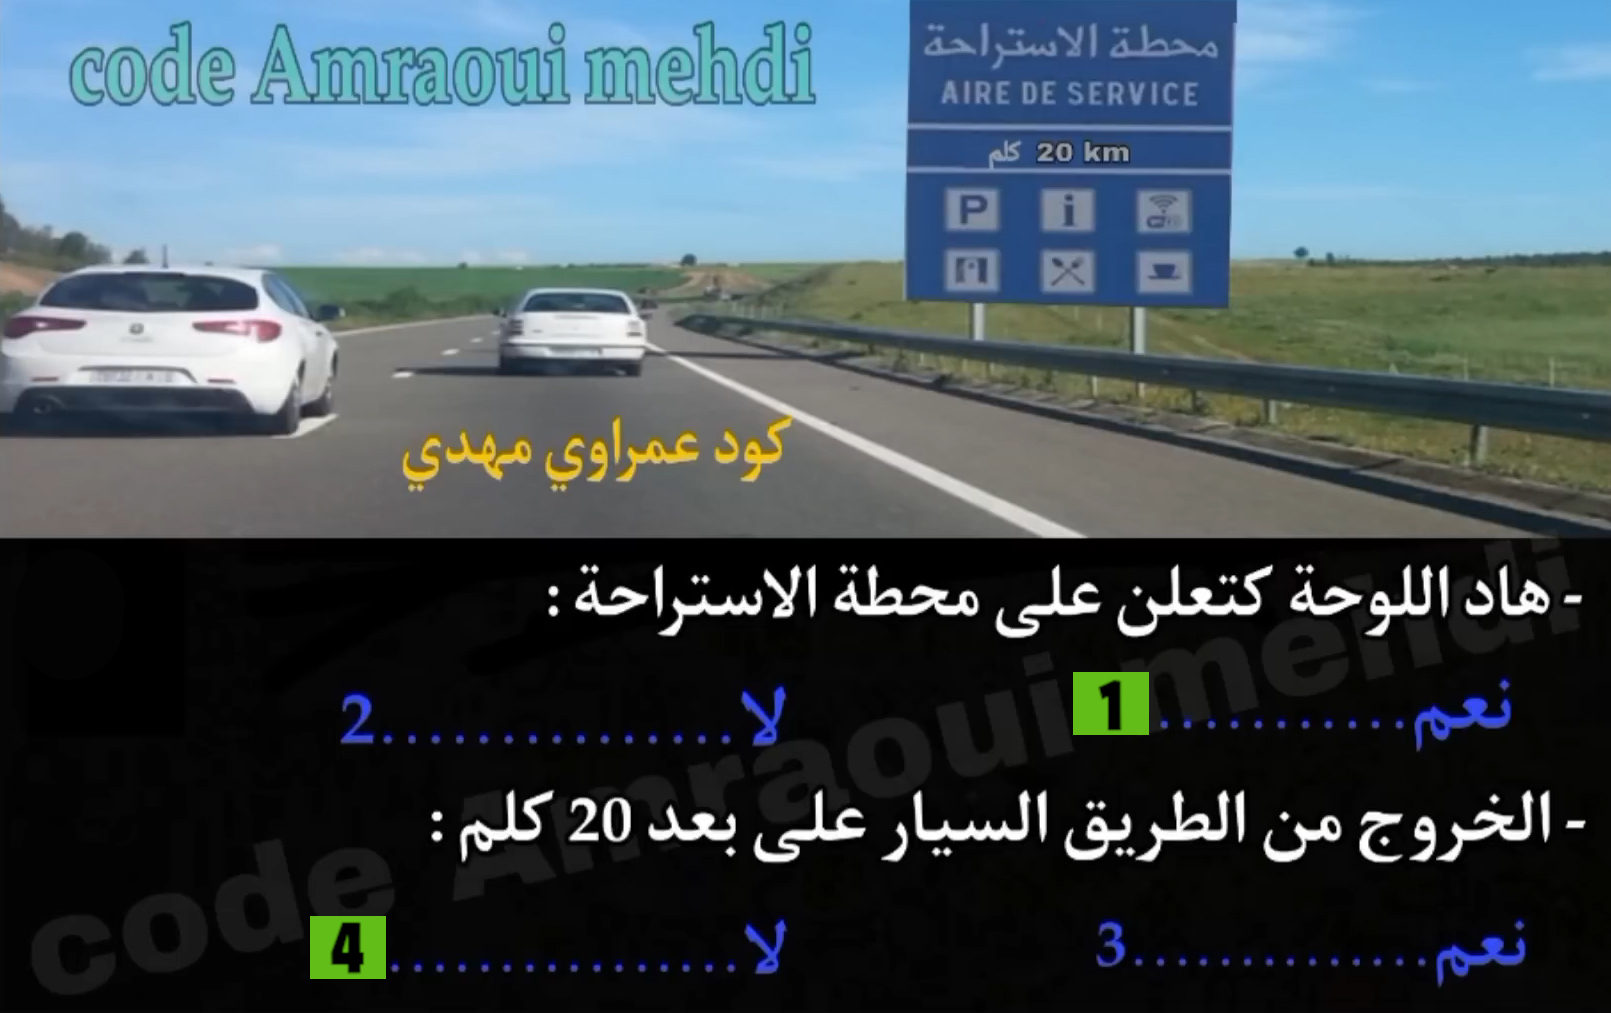 code Amraoui mehdi
محطة الاستراحة
AIRE DE SERVICE
20 km كلم
P i
كود عمراوي مهدي
- هاد اللوحة كتعلن على محطة الاستراحة :
نعم............1 لا...............2
- الخروج من الطريق السيار على بعد 20 كلم :
نعم..............3 لا................4
code Amraoui mehdi